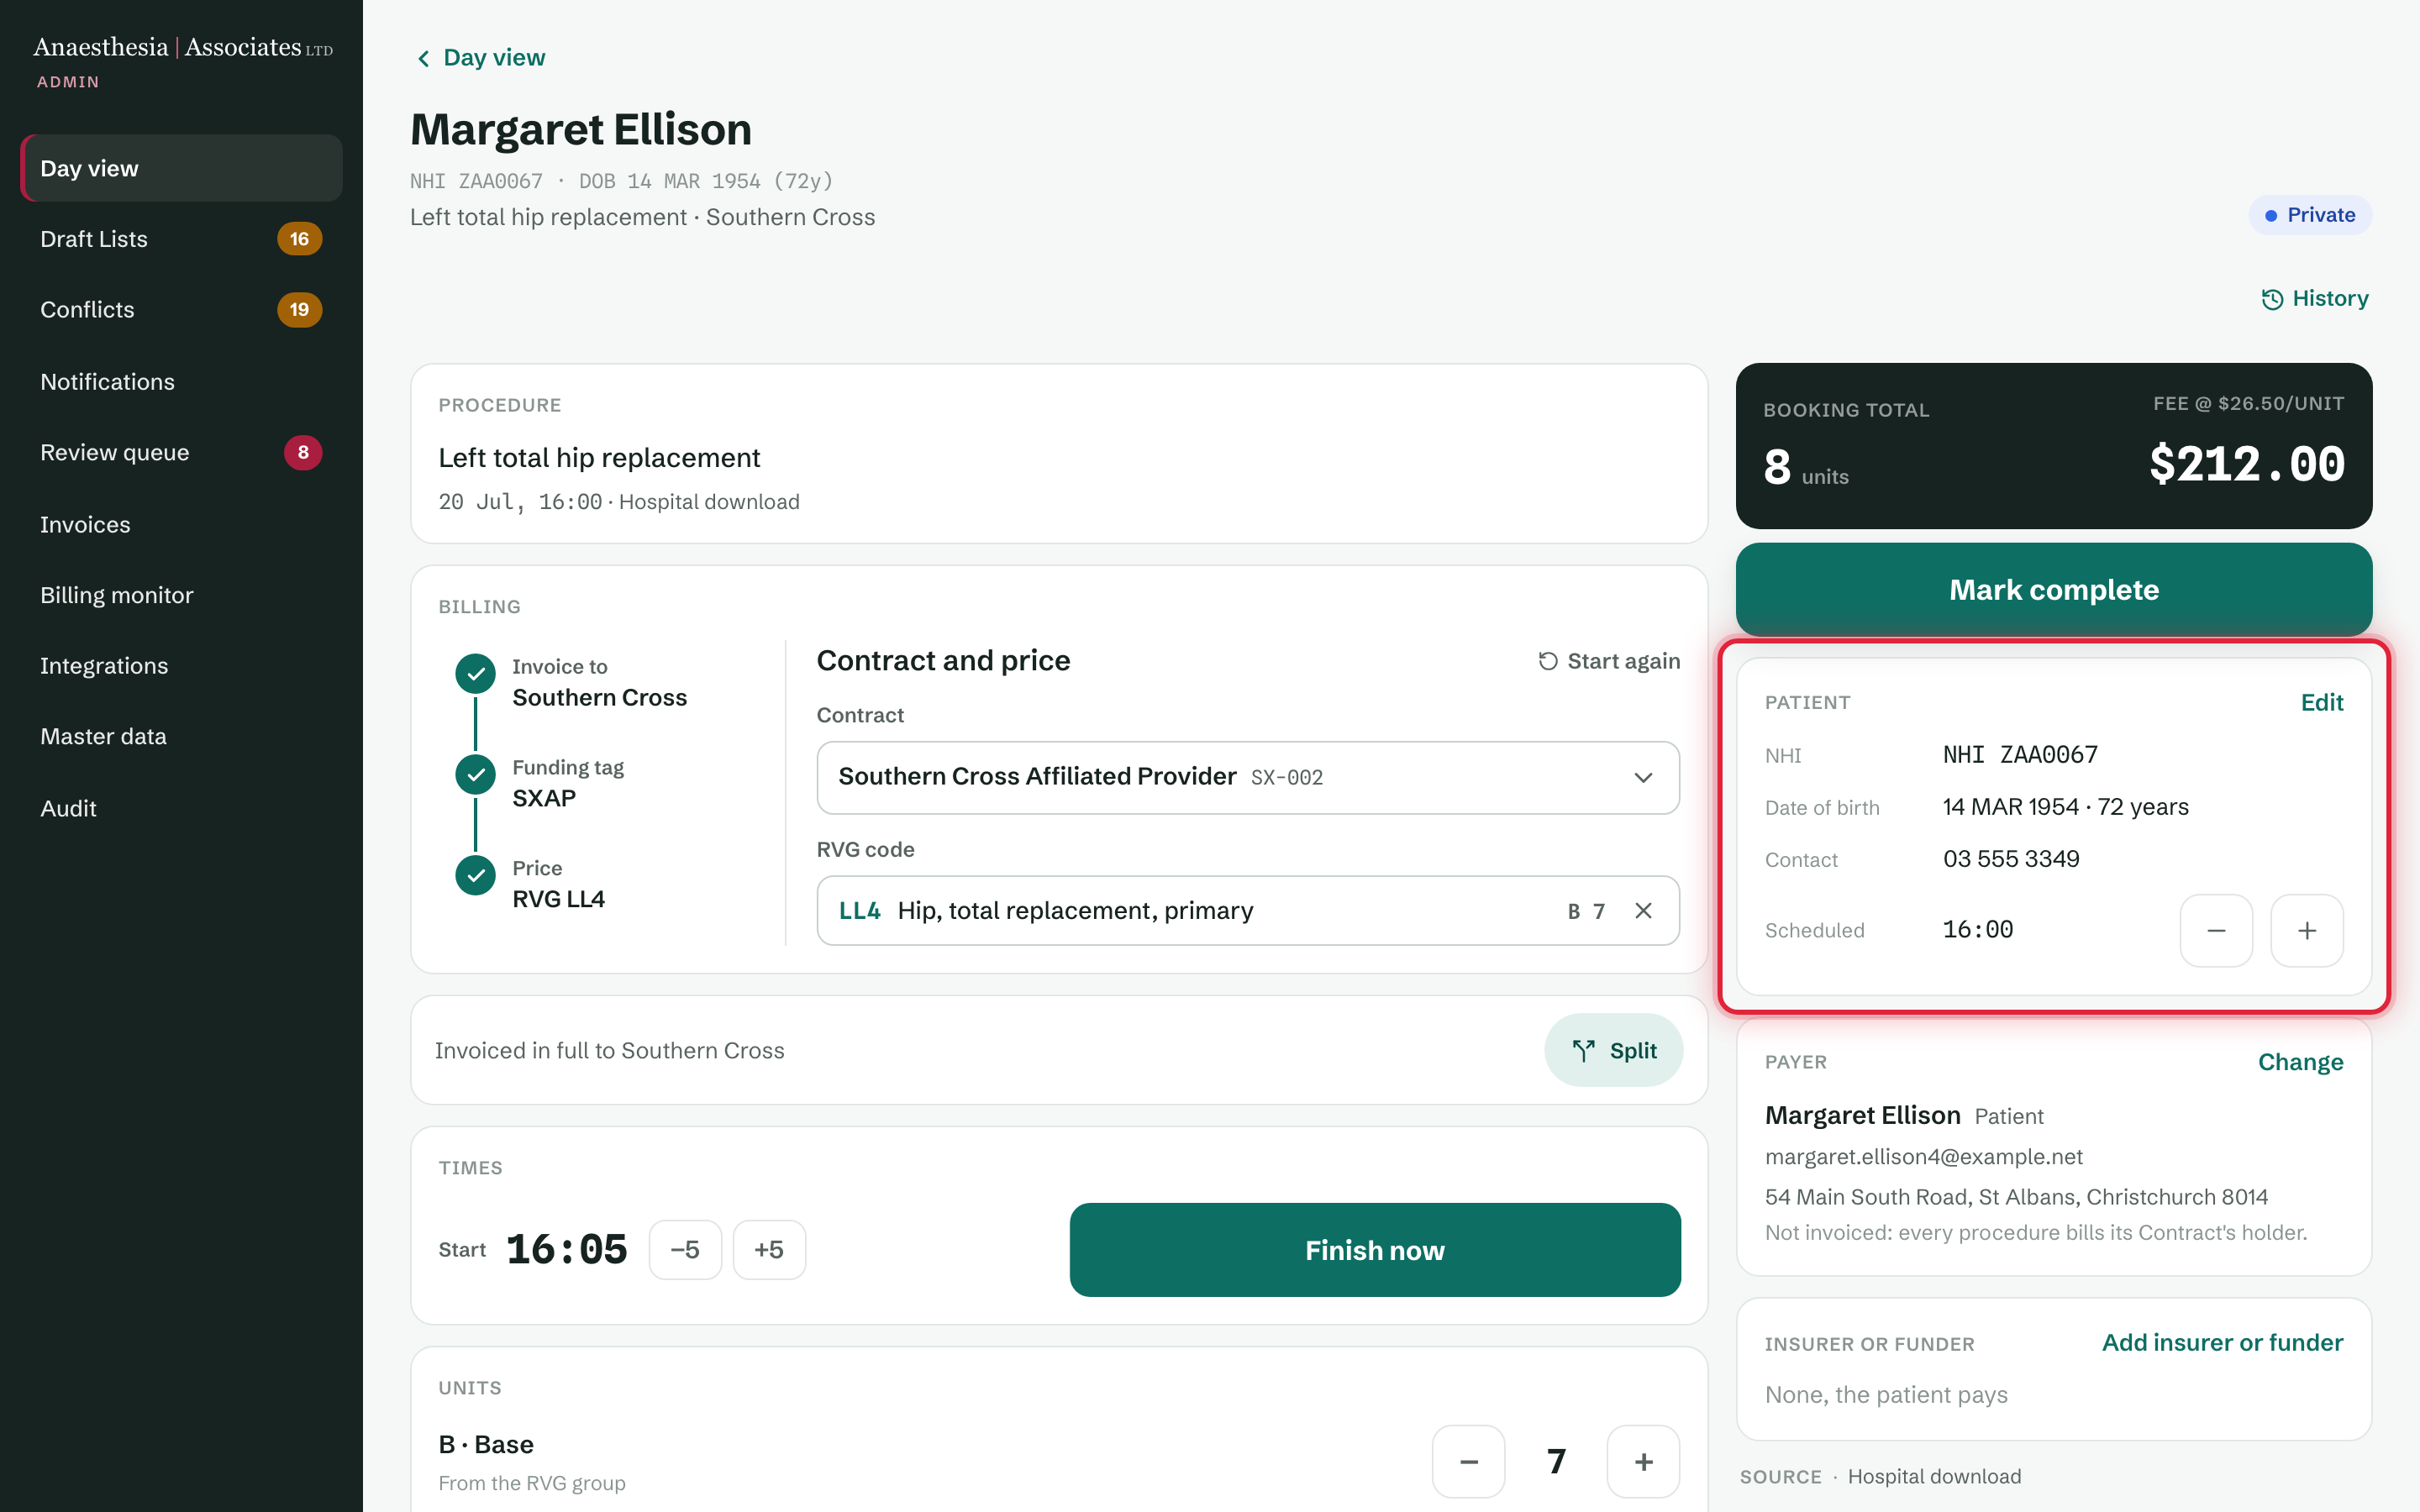 Anaesthesia | Associates LTD
ADMIN
Day view
Draft Lists 16
Conflicts 19
Notifications
Review queue 8
Invoices
Billing monitor
Integrations
Master data
Audit
Day view
Margaret Ellison
NHI ZAA0067 · DOB 14 MAR 1954 (72y)
Left total hip replacement · Southern Cross
Private
History
PROCEDURE
Left total hip replacement
20 Jul, 16:00 · Hospital download
BILLING
Invoice to
Southern Cross
Funding tag
SXAP
Price
RVG LL4
Contract and price
Start again
Contract
Southern Cross Affiliated Provider SX-002
RVG code
LL4 Hip, total replacement, primary B 7
Invoiced in full to Southern Cross
Split
TIMES
Start 16:05 −5 +5
Finish now
UNITS
B · Base
From the RVG group
− 7 +
BOOKING TOTAL
FEE @ $26.50/UNIT
8 units
$212.00
Mark complete
PATIENT
Edit
NHI NHI ZAA0067
Date of birth 14 MAR 1954 · 72 years
Contact 03 555 3349
Scheduled 16:00 − +
PAYER
Change
Margaret Ellison Patient
margaret.ellison4@example.net
54 Main South Road, St Albans, Christchurch 8014
Not invoiced: every procedure bills its Contract's holder.
INSURER OR FUNDER
Add insurer or funder
None, the patient pays
SOURCE · Hospital download